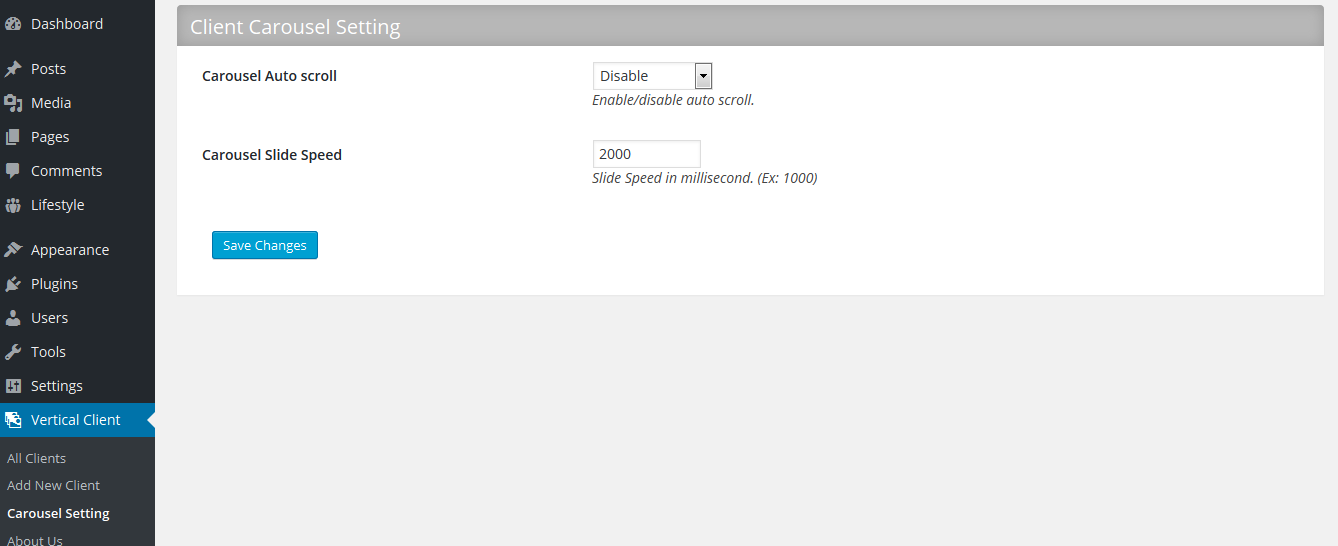 Dashboard
Posts
Media
Pages
Comments
Lifestyle
Appearance
Plugins
Users
Tools
Settings
Vertical Client
All Clients
Add New Client
Carousel Setting
About Us
Client Carousel Setting
Carousel Auto scroll
Disable
Enable/disable auto scroll.
Carousel Slide Speed
2000
Slide Speed in millisecond. (Ex: 1000)
Save Changes